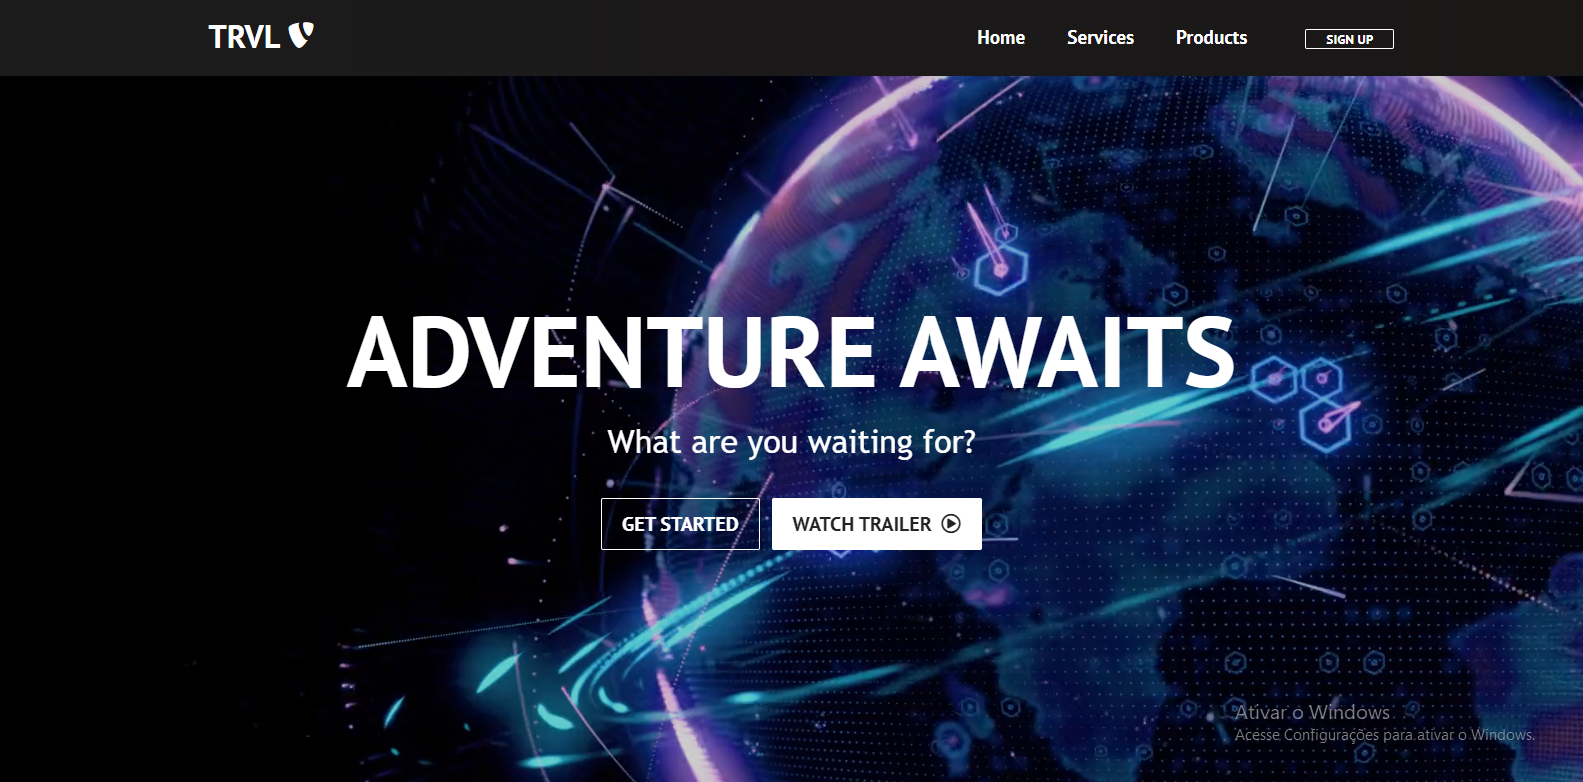 TRVL
Home Services Products SIGN UP
ADVENTURE AWAITS
What are you waiting for?
GET STARTED WATCH TRAILER
Ativar o Windows
Acesse Configurações para ativar o Windows.